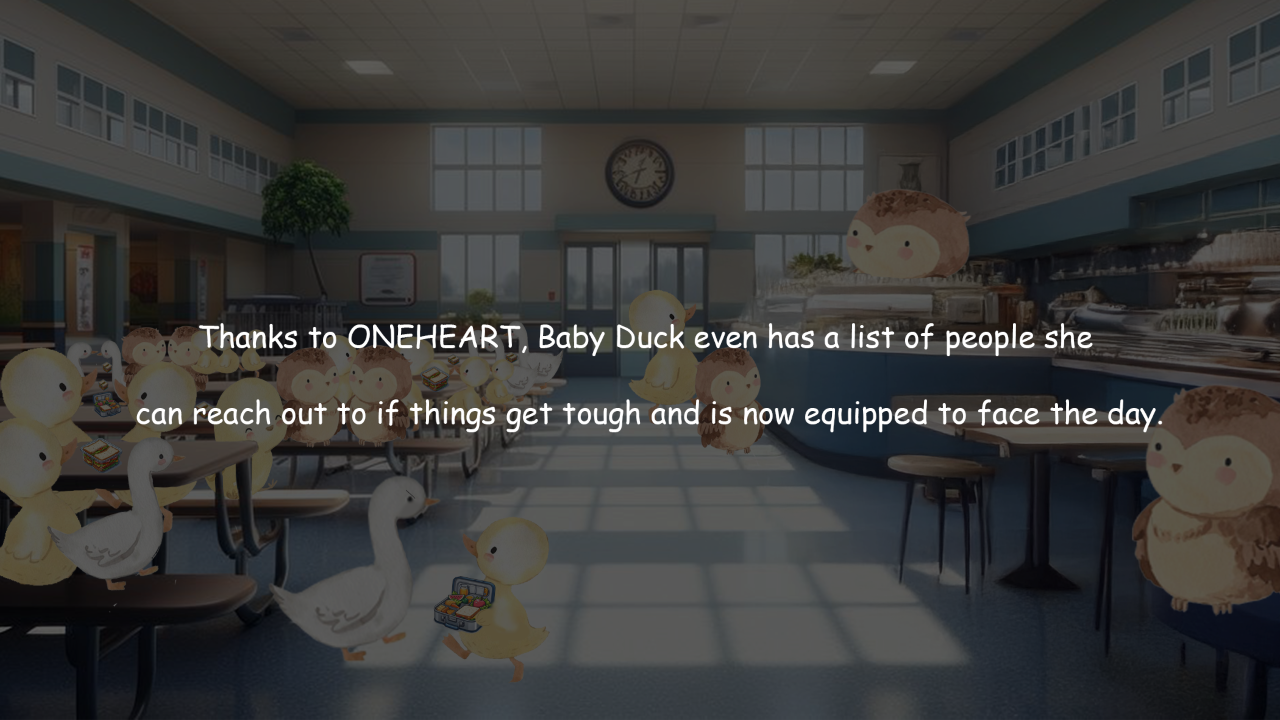 Thanks to ONEHEART, Baby Duck even has a list of people she
can reach out to if things get tough and is now equipped to face the day.